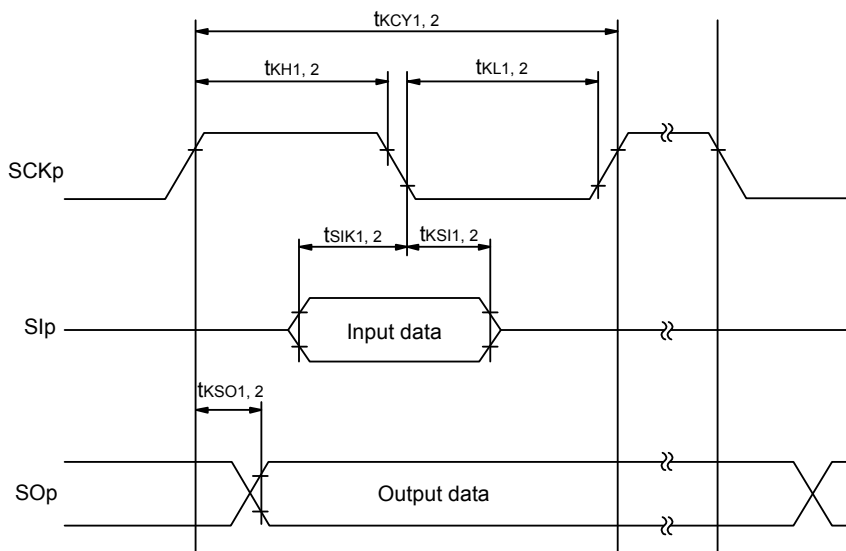 tKCY1, 2
tKH1, 2
tKL1, 2
SCKp
tSIK1, 2
tKSI1, 2
SIp
Input data
tKSO1, 2
SOp
Output data